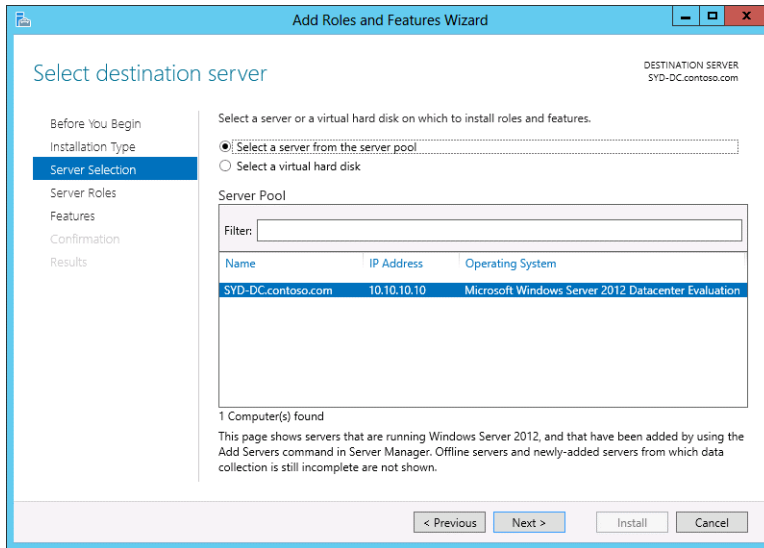 Add Roles and Features Wizard
Select destination server
DESTINATION SERVER
SYD-DC.contoso.com
Before You Begin
Installation Type
Server Selection
Server Roles
Features
Confirmation
Results
Select a server or a virtual hard disk on which to install roles and features.
Select a server from the server pool
Select a virtual hard disk
Server Pool
Filter:
Name IP Address Operating System
SYD-DC.contoso.com 10.10.10.10 Microsoft Windows Server 2012 Datacenter Evaluation
1 Computer(s) found
This page shows servers that are running Windows Server 2012, and that have been added by using the
Add Servers command in Server Manager. Offline servers and newly-added servers from which data
collection is still incomplete are not shown.
< Previous Next > Install Cancel